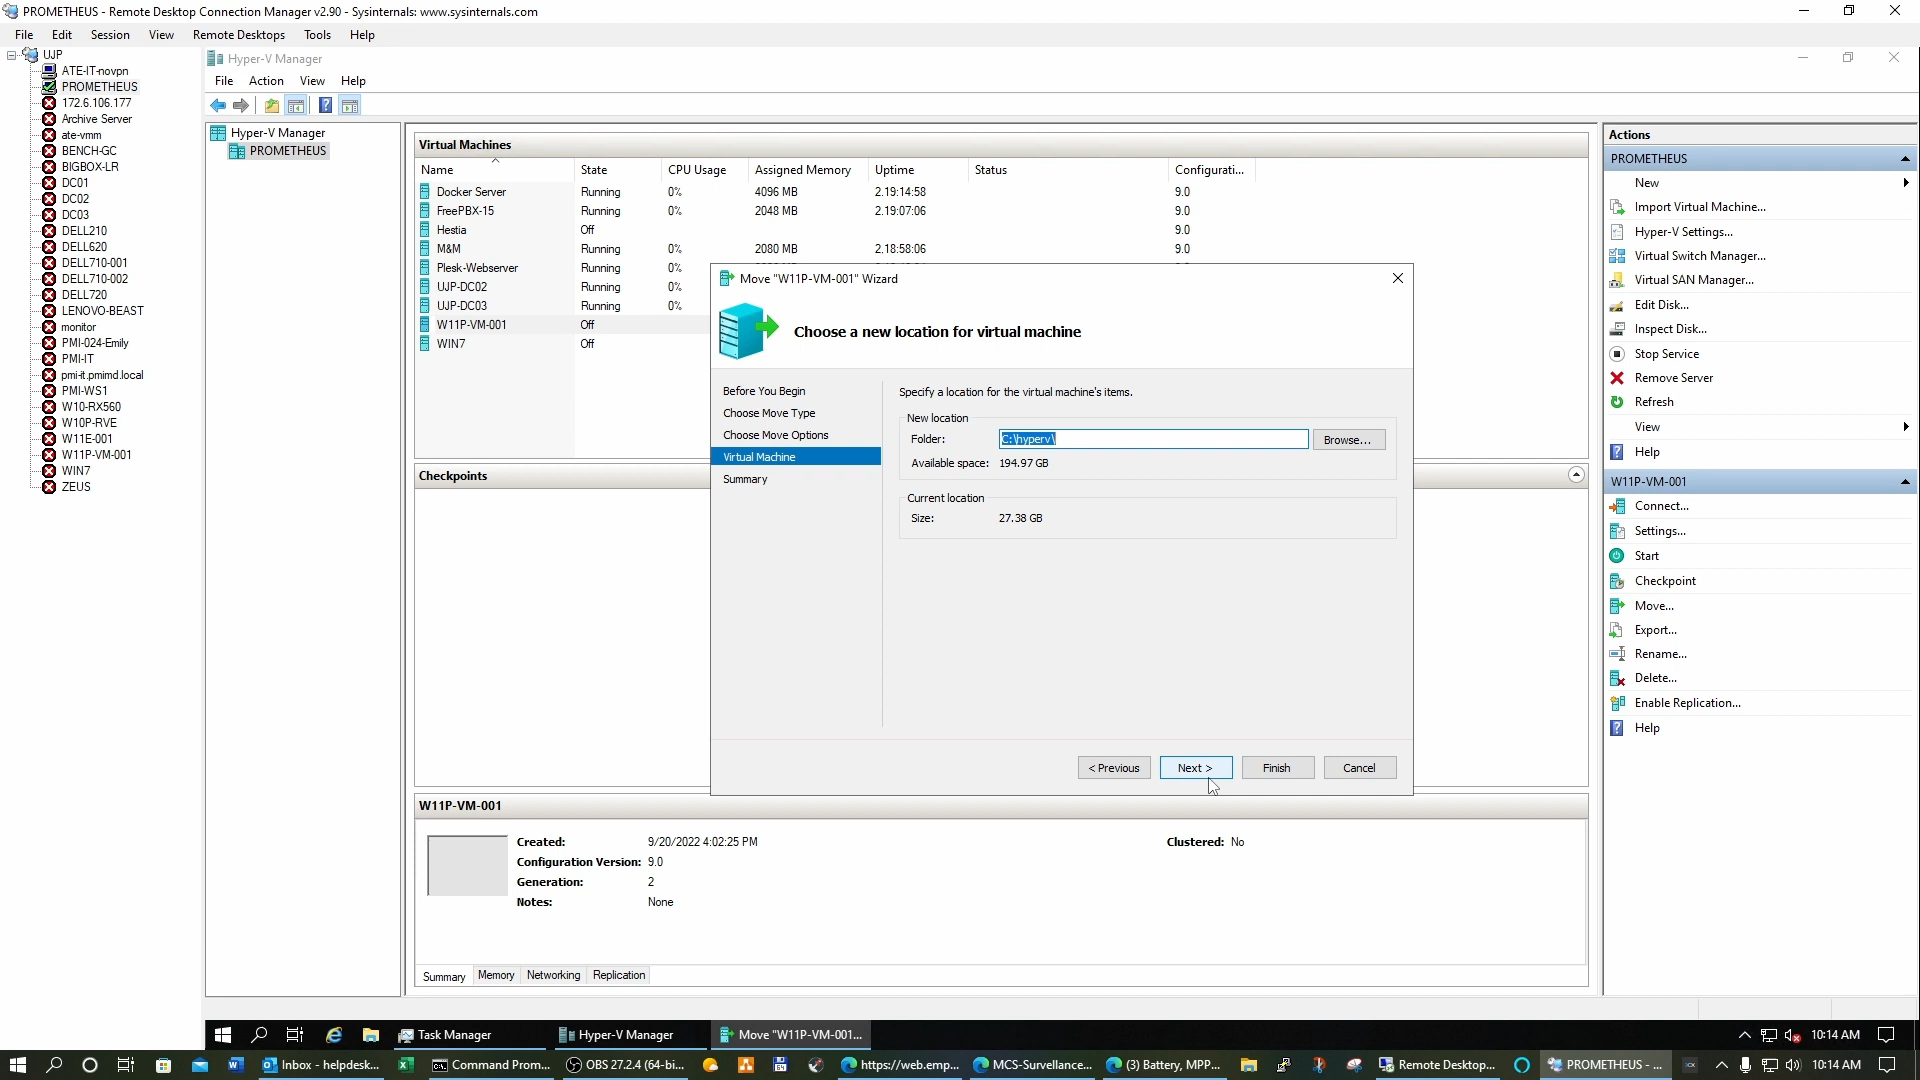 PROMETHEUS - Remote Desktop Connection Manager v2.90 - Sysinternals: www.sysinternals.com
File Edit Session View Remote Desktops Tools Help
UJP
ATE-IT-novpn
PROMETHEUS
172.6.106.177
Archive Server
ate-vmm
BENCH-GC
BIGBOX-LR
DC01
DC02
DC03
DELL210
DELL620
DELL710-001
DELL710-002
DELL720
LENOVO-BEAST
monitor
PMI-024-Emily
PMI-IT
pmi-it.pmimd.local
PMI-WS1
W10-RX560
W10P-RVE
W11E-001
W11P-VM-001
WIN7
ZEUS
Hyper-V Manager
File Action View Help
Hyper-V Manager
PROMETHEUS
Virtual Machines
Name State CPU Usage Assigned Memory Uptime Status Configurati...
Docker Server Running 0% 4096 MB 2.19:14:58 9.0
FreePBX-15 Running 0% 2048 MB 2.19:07:06 9.0
Hestia Off 9.0
M&M Running 0% 2080 MB 2.18:58:06 9.0
Plesk-Webserver Running 0%
UJP-DC02 Running 0%
UJP-DC03 Running 0%
W11P-VM-001 Off
WIN7 Off
Checkpoints
Move "W11P-VM-001" Wizard
Choose a new location for virtual machine
Before You Begin
Choose Move Type
Choose Move Options
Virtual Machine
Summary
Specify a location for the virtual machine's items.
New location
Folder: C:\hyperv\ Browse...
Available space: 194.97 GB
Current location
Size: 27.38 GB
< Previous Next > Finish Cancel
W11P-VM-001
Created: 9/20/2022 4:02:25 PM Clustered: No
Configuration Version: 9.0
Generation: 2
Notes: None
Summary Memory Networking Replication
Actions
PROMETHEUS
New
Import Virtual Machine...
Hyper-V Settings...
Virtual Switch Manager...
Virtual SAN Manager...
Edit Disk...
Inspect Disk...
Stop Service
Remove Server
Refresh
View
Help
W11P-VM-001
Connect...
Settings...
Start
Checkpoint
Move...
Export...
Rename...
Delete...
Enable Replication...
Help
Task Manager Hyper-V Manager Move "W11P-VM-001... 10:14 AM
Inbox - helpdesk... Command Prom... OBS 27.2.4 (64-bi... https://web.emp... MCS-Survellance... (3) Battery, MPP... Remote Desktop... PROMETHEUS - ... 10:14 AM